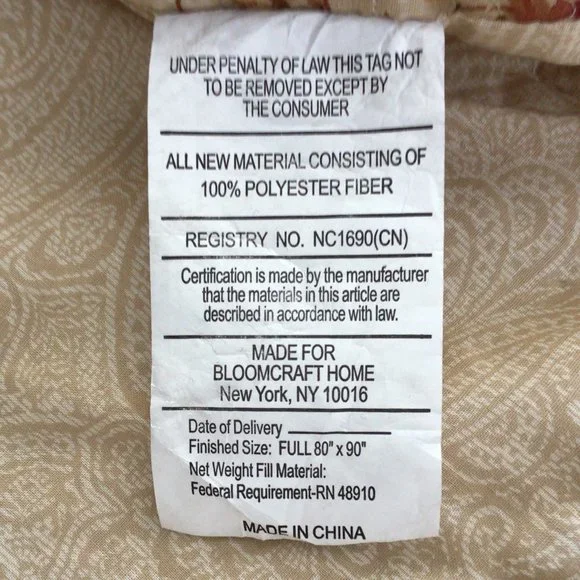 UNDER PENALTY OF LAW THIS TAG NOT
TO BE REMOVED EXCEPT BY
THE CONSUMER
ALL NEW MATERIAL CONSISTING OF
100% POLYESTER FIBER
REGISTRY NO. NC1690(CN)
Certification is made by the manufacturer
that the materials in this article are
described in accordance with law.
MADE FOR
BLOOMCRAFT HOME
New York, NY 10016
Date of Delivery
Finished Size: FULL 80" x 90"
Net Weight Fill Material:
Federal Requirement-RN 48910
MADE IN CHINA